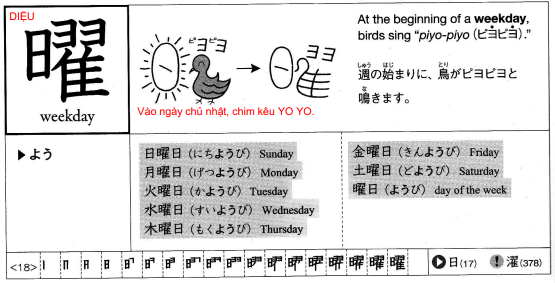 DIỆU
曜
weekday
ピヨピヨ
ヨヨ
Vào ngày chủ nhật, chim kêu YO YO.
At the beginning of a weekday,
birds sing “piyo-piyo (ピヨピヨ).”
週の始まりに、鳥がピヨピヨと
鳴きます。
▶よう
日曜日(にちようび) Sunday
月曜日(げつようび) Monday
火曜日(かようび) Tuesday
水曜日(すいようび) Wednesday
木曜日(もくようび) Thursday
金曜日(きんようび) Friday
土曜日(どようび) Saturday
曜日(ようび) day of the week
<18>
日(17) 濯(378)